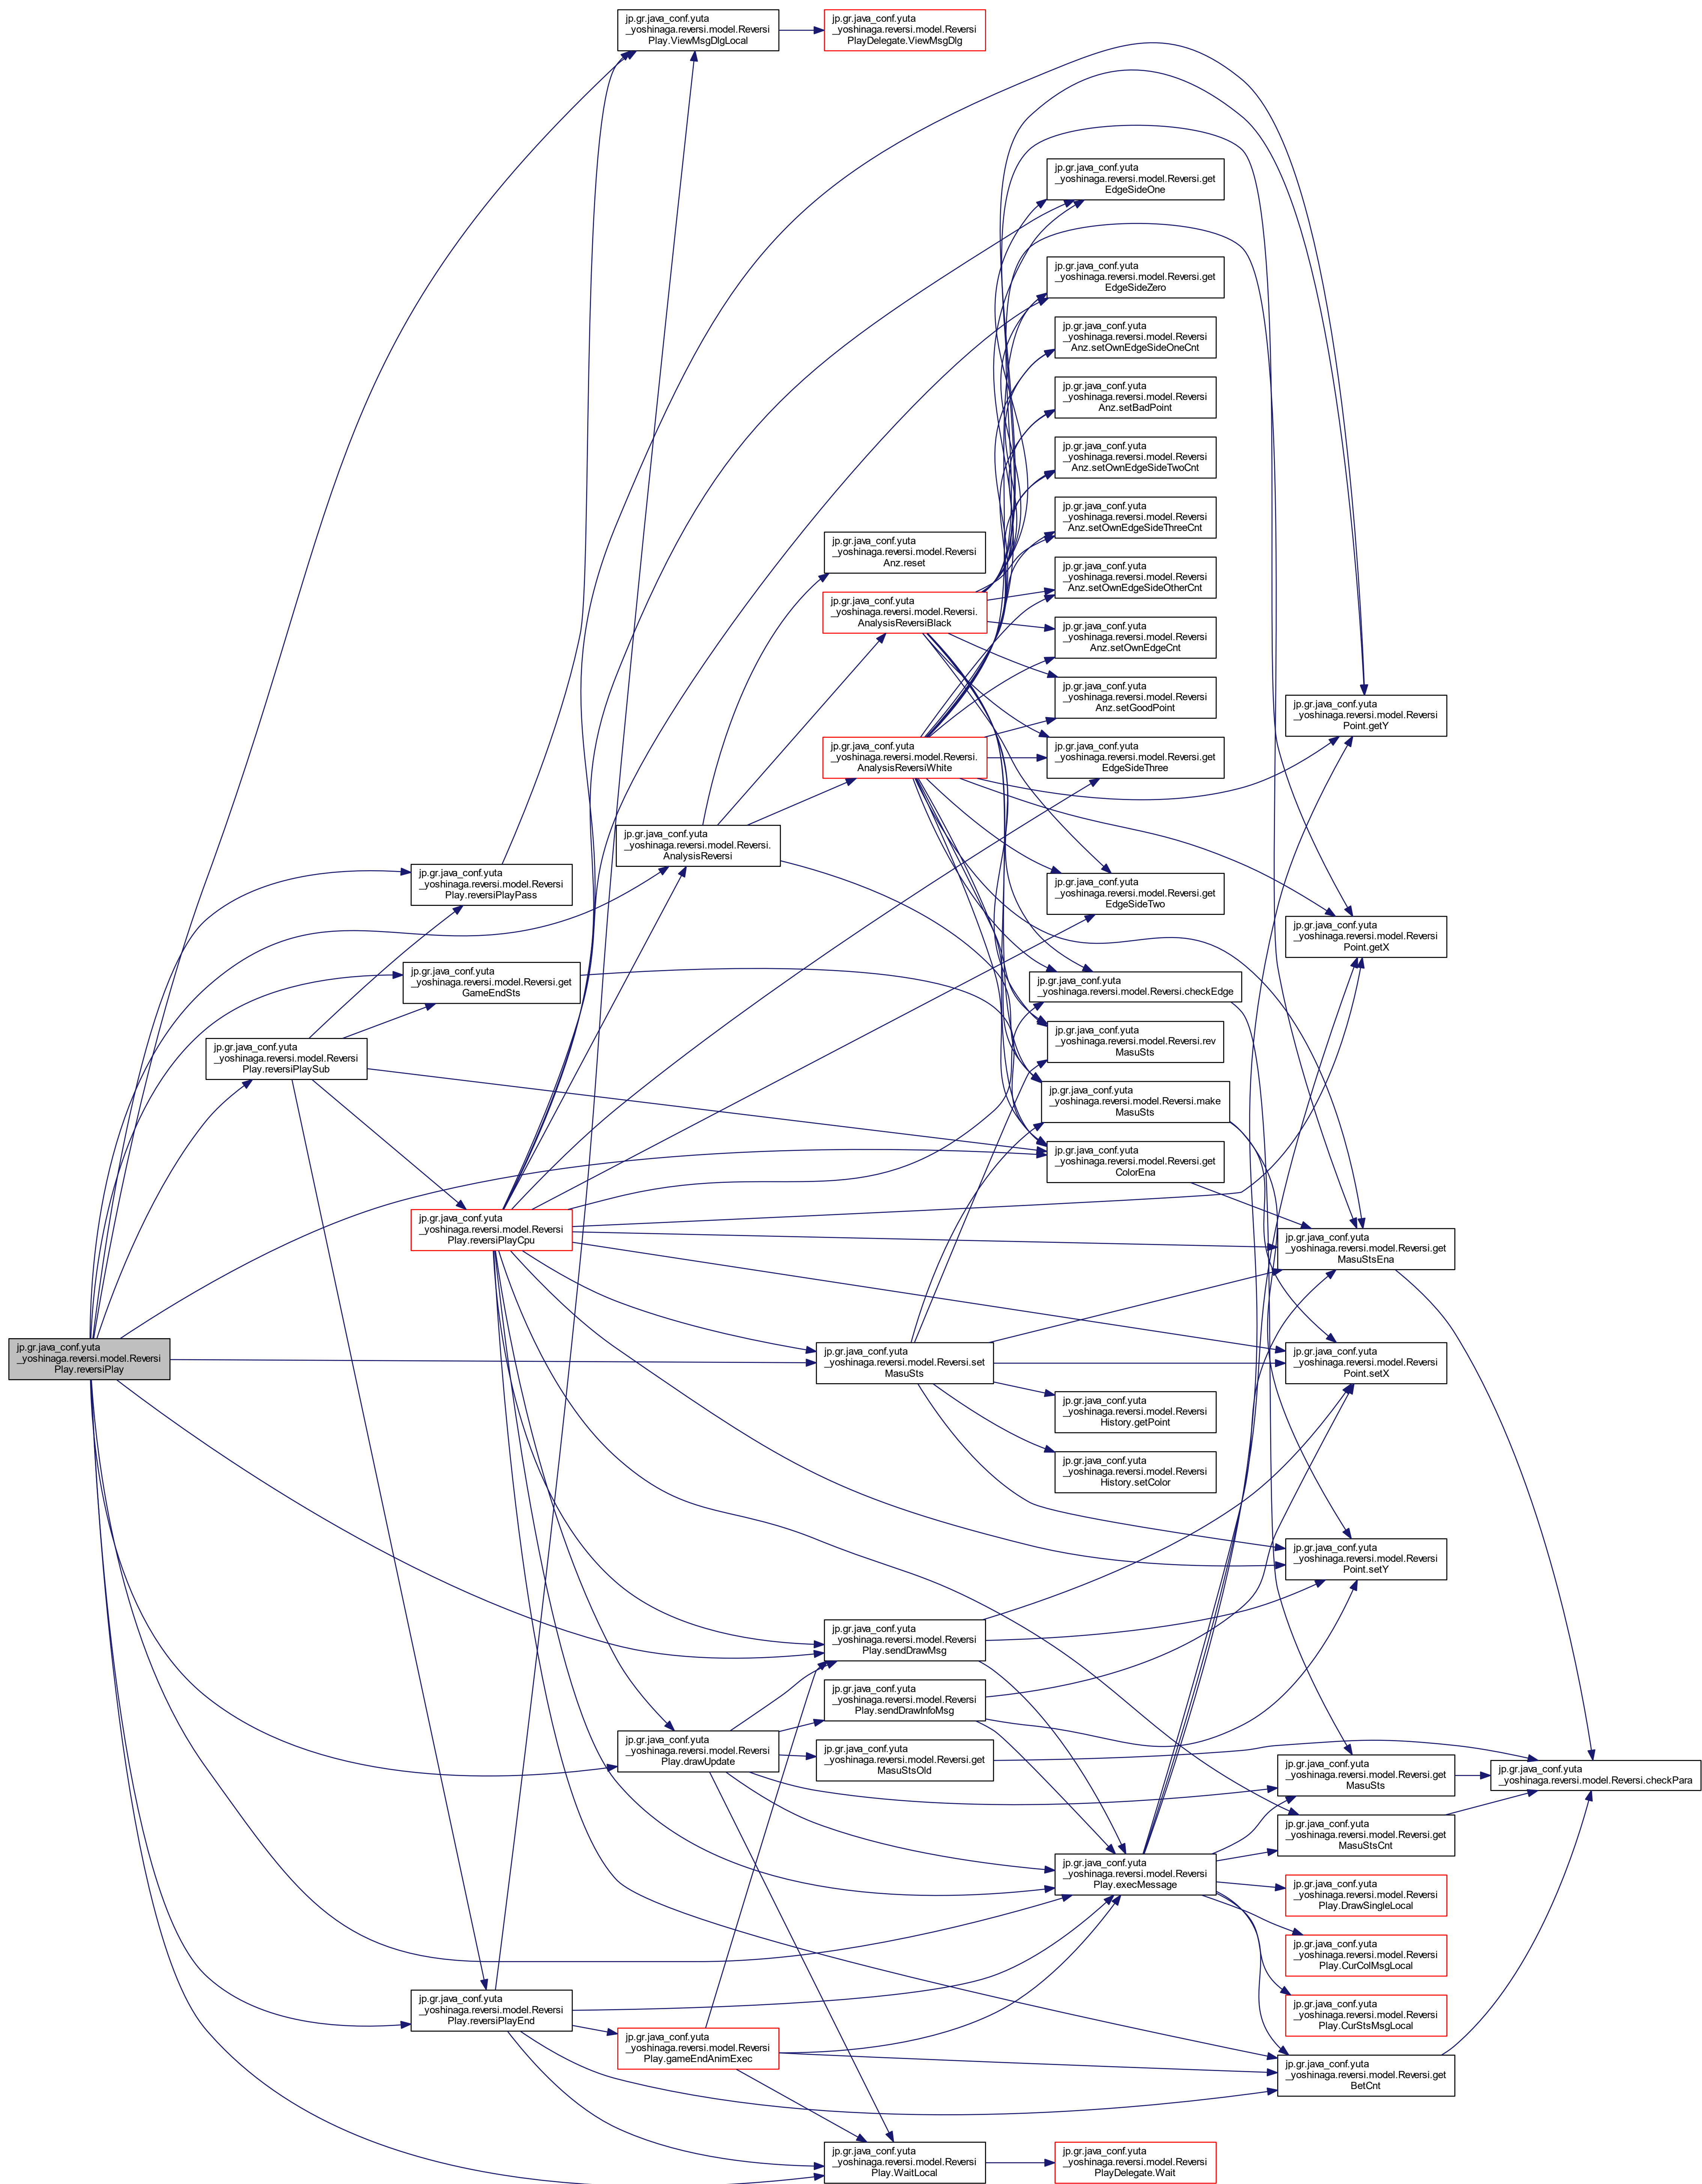 jp.gr.java_conf.yuta
_yoshinaga.reversi.model.Reversi
Play.ViewMsgDlgLocal
jp.gr.java_conf.yuta
_yoshinaga.reversi.model.Reversi
PlayDelegate.ViewMsgDlg
jp.gr.java_conf.yuta
_yoshinaga.reversi.model.Reversi.get
EdgeSideOne
jp.gr.java_conf.yuta
_yoshinaga.reversi.model.Reversi.get
EdgeSideZero
jp.gr.java_conf.yuta
_yoshinaga.reversi.model.Reversi
Anz.setOwnEdgeSideOneCnt
jp.gr.java_conf.yuta
_yoshinaga.reversi.model.Reversi
Anz.setBadPoint
jp.gr.java_conf.yuta
_yoshinaga.reversi.model.Reversi
Anz.setOwnEdgeSideTwoCnt
jp.gr.java_conf.yuta
_yoshinaga.reversi.model.Reversi
Anz.setOwnEdgeSideThreeCnt
jp.gr.java_conf.yuta
_yoshinaga.reversi.model.Reversi
Anz.reset
jp.gr.java_conf.yuta
_yoshinaga.reversi.model.Reversi
Anz.setOwnEdgeSideOtherCnt
jp.gr.java_conf.yuta
_yoshinaga.reversi.model.Reversi.
AnalysisReversiBlack
jp.gr.java_conf.yuta
_yoshinaga.reversi.model.Reversi
Anz.setOwnEdgeCnt
jp.gr.java_conf.yuta
_yoshinaga.reversi.model.Reversi
Anz.setGoodPoint
jp.gr.java_conf.yuta
_yoshinaga.reversi.model.Reversi
Point.getY
jp.gr.java_conf.yuta
_yoshinaga.reversi.model.Reversi.
AnalysisReversiWhite
jp.gr.java_conf.yuta
_yoshinaga.reversi.model.Reversi.get
EdgeSideThree
jp.gr.java_conf.yuta
_yoshinaga.reversi.model.Reversi.
AnalysisReversi
jp.gr.java_conf.yuta
_yoshinaga.reversi.model.Reversi
Play.reversiPlayPass
jp.gr.java_conf.yuta
_yoshinaga.reversi.model.Reversi.get
EdgeSideTwo
jp.gr.java_conf.yuta
_yoshinaga.reversi.model.Reversi
Point.getX
jp.gr.java_conf.yuta
_yoshinaga.reversi.model.Reversi.get
GameEndSts
jp.gr.java_conf.yuta
_yoshinaga.reversi.model.Reversi.checkEdge
jp.gr.java_conf.yuta
_yoshinaga.reversi.model.Reversi
Play.reversiPlaySub
jp.gr.java_conf.yuta
_yoshinaga.reversi.model.Reversi.rev
MasuSts
jp.gr.java_conf.yuta
_yoshinaga.reversi.model.Reversi.make
MasuSts
jp.gr.java_conf.yuta
_yoshinaga.reversi.model.Reversi.get
ColorEna
jp.gr.java_conf.yuta
_yoshinaga.reversi.model.Reversi
Play.reversiPlayCpu
jp.gr.java_conf.yuta
_yoshinaga.reversi.model.Reversi.get
MasuStsEna
jp.gr.java_conf.yuta
_yoshinaga.reversi.model.Reversi
Play.reversiPlay
jp.gr.java_conf.yuta
_yoshinaga.reversi.model.Reversi.set
MasuSts
jp.gr.java_conf.yuta
_yoshinaga.reversi.model.Reversi
Point.setX
jp.gr.java_conf.yuta
_yoshinaga.reversi.model.Reversi
History.getPoint
jp.gr.java_conf.yuta
_yoshinaga.reversi.model.Reversi
History.setColor
jp.gr.java_conf.yuta
_yoshinaga.reversi.model.Reversi
Point.setY
jp.gr.java_conf.yuta
_yoshinaga.reversi.model.Reversi
Play.sendDrawMsg
jp.gr.java_conf.yuta
_yoshinaga.reversi.model.Reversi
Play.sendDrawInfoMsg
jp.gr.java_conf.yuta
_yoshinaga.reversi.model.Reversi
Play.drawUpdate
jp.gr.java_conf.yuta
_yoshinaga.reversi.model.Reversi.get
MasuStsOld
jp.gr.java_conf.yuta
_yoshinaga.reversi.model.Reversi.get
MasuSts
jp.gr.java_conf.yuta
_yoshinaga.reversi.model.Reversi.checkPara
jp.gr.java_conf.yuta
_yoshinaga.reversi.model.Reversi.get
MasuStsCnt
jp.gr.java_conf.yuta
_yoshinaga.reversi.model.Reversi
Play.execMessage
jp.gr.java_conf.yuta
_yoshinaga.reversi.model.Reversi
Play.DrawSingleLocal
jp.gr.java_conf.yuta
_yoshinaga.reversi.model.Reversi
Play.CurColMsgLocal
jp.gr.java_conf.yuta
_yoshinaga.reversi.model.Reversi
Play.reversiPlayEnd
jp.gr.java_conf.yuta
_yoshinaga.reversi.model.Reversi
Play.CurStsMsgLocal
jp.gr.java_conf.yuta
_yoshinaga.reversi.model.Reversi
Play.gameEndAnimExec
jp.gr.java_conf.yuta
_yoshinaga.reversi.model.Reversi.get
BetCnt
jp.gr.java_conf.yuta
_yoshinaga.reversi.model.Reversi
Play.WaitLocal
jp.gr.java_conf.yuta
_yoshinaga.reversi.model.Reversi
PlayDelegate.Wait